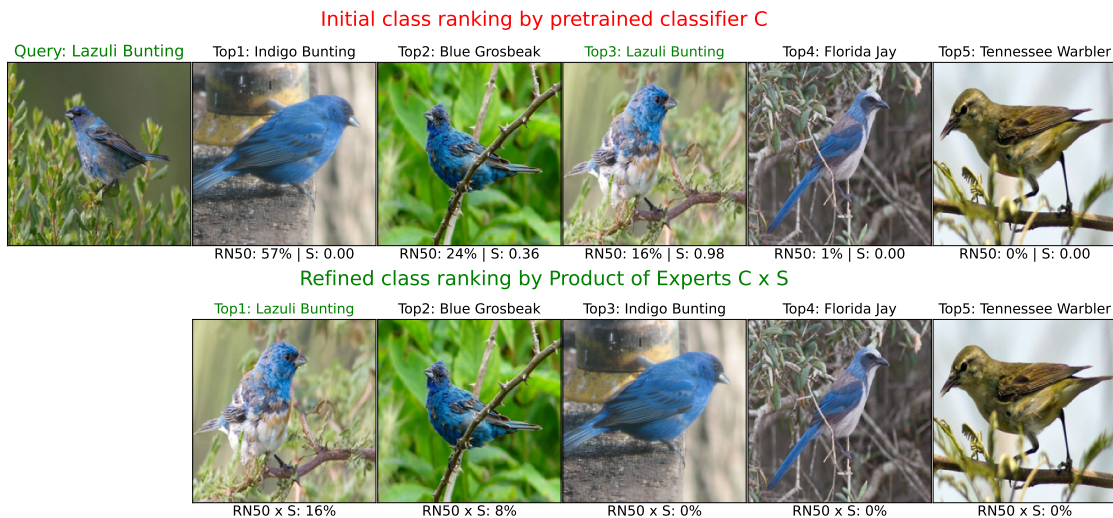 Initial class ranking by pretrained classifier C
Query: Lazuli Bunting
Top1: Indigo Bunting
Top2: Blue Grosbeak
Top3: Lazuli Bunting
Top4: Florida Jay
Top5: Tennessee Warbler
RN50: 57% | S: 0.00
RN50: 24% | S: 0.36
RN50: 16% | S: 0.98
RN50: 1% | S: 0.00
RN50: 0% | S: 0.00
Refined class ranking by Product of Experts C x S
Top1: Lazuli Bunting
Top2: Blue Grosbeak
Top3: Indigo Bunting
Top4: Florida Jay
Top5: Tennessee Warbler
RN50 x S: 16%
RN50 x S: 8%
RN50 x S: 0%
RN50 x S: 0%
RN50 x S: 0%